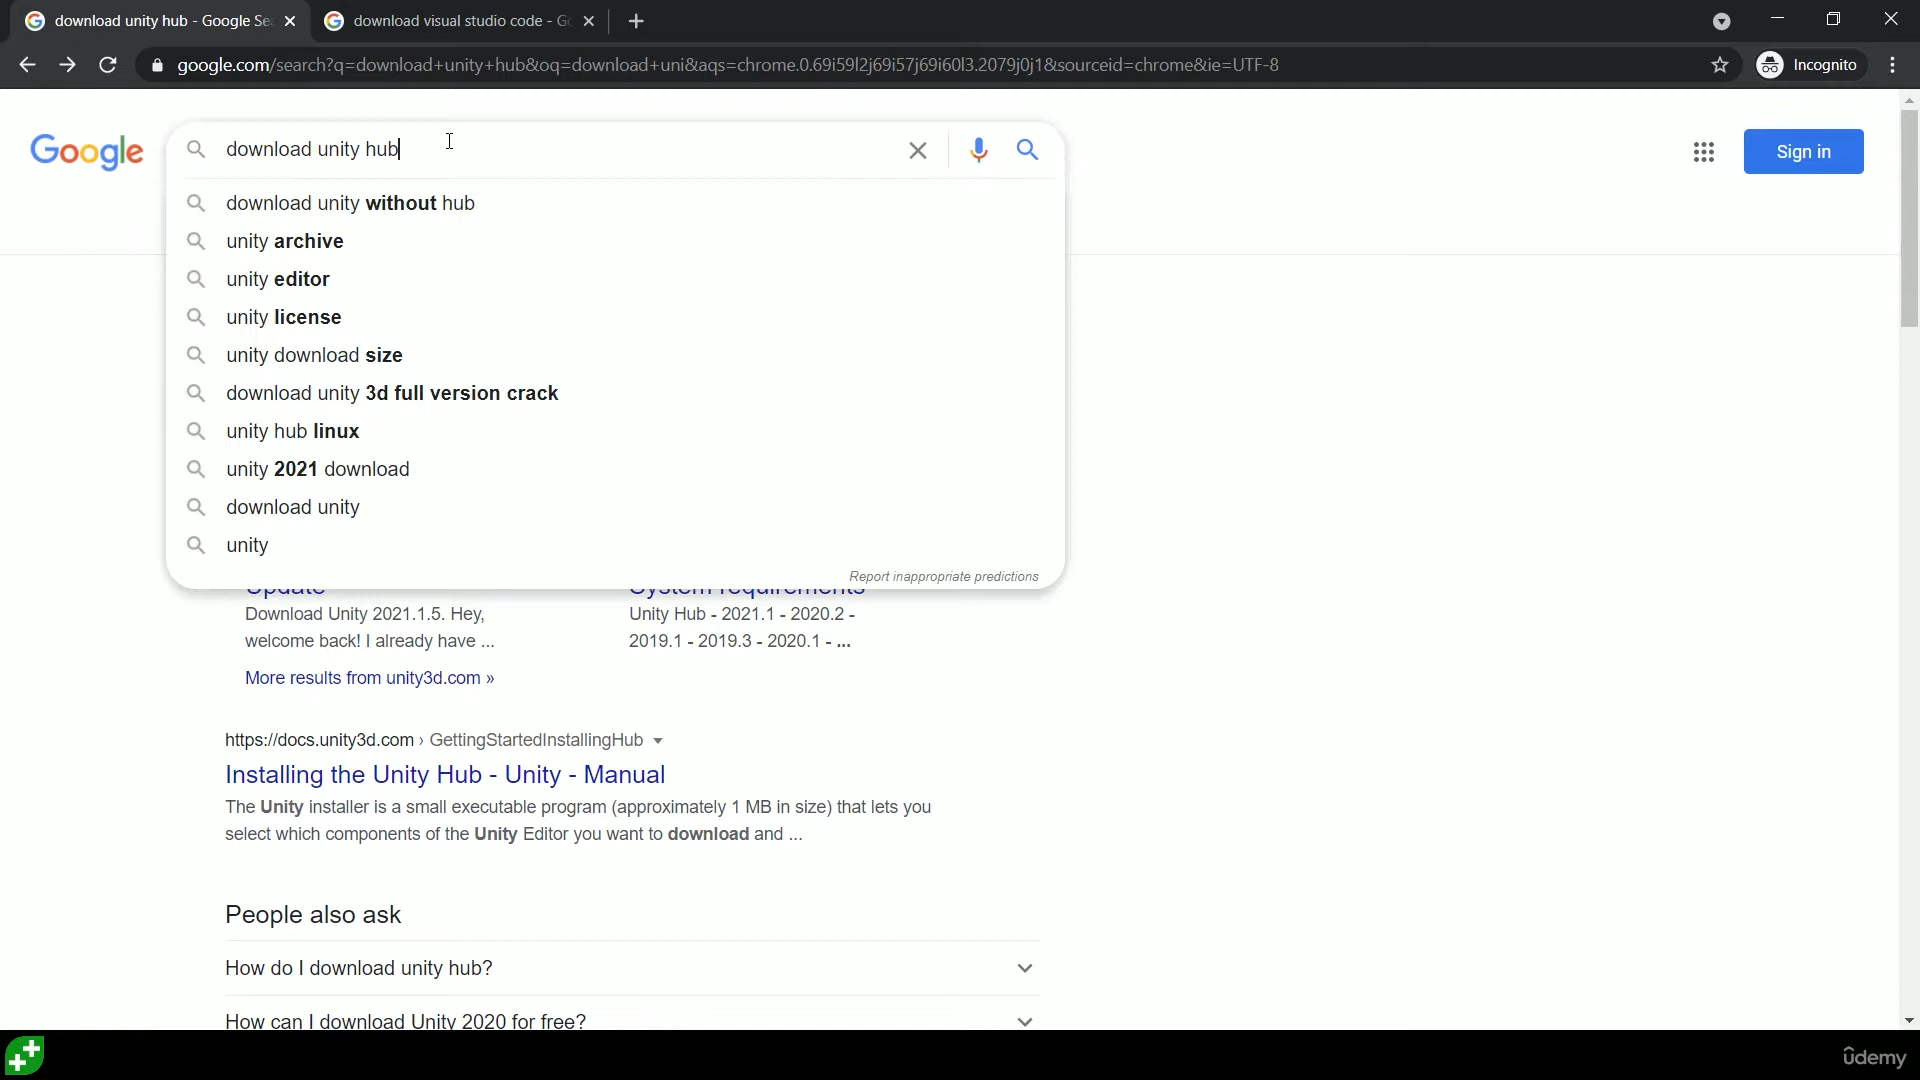 download unity hub - Google Se
download visual studio code - Go
google.com/search?q=download+unity+hub&oq=download+uni&aqs=chrome.0.69i59l2j69i57j69i60l3.2079j0j1&sourceid=chrome&ie=UTF-8
Incognito
Google
download unity hub
Sign in
download unity without hub
unity archive
unity editor
unity license
unity download size
download unity 3d full version crack
unity hub linux
unity 2021 download
download unity
unity
Report inappropriate predictions
Update
System requirements
Download Unity 2021.1.5. Hey,
welcome back! I already have ...
Unity Hub - 2021.1 - 2020.2 -
2019.1 - 2019.3 - 2020.1 - ...
More results from unity3d.com »
https://docs.unity3d.com › GettingStartedInstallingHub
Installing the Unity Hub - Unity - Manual
The Unity installer is a small executable program (approximately 1 MB in size) that lets you
select which components of the Unity Editor you want to download and ...
People also ask
How do I download unity hub?
How can I download Unity 2020 for free?
ûdemy